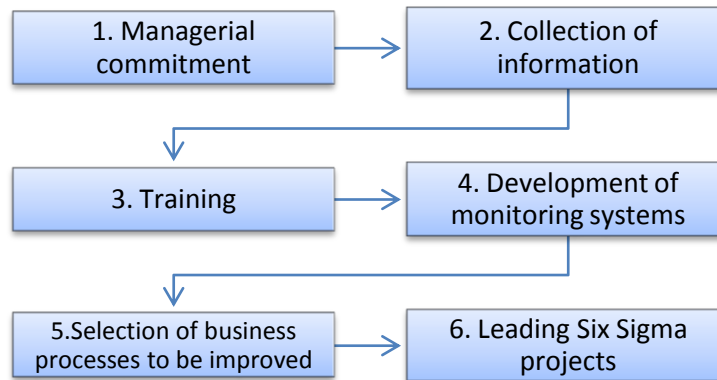 1. Managerial
commitment
2. Collection of
information
3. Training
4. Development of
monitoring systems
5.Selection of business
processes to be improved
6. Leading Six Sigma
projects